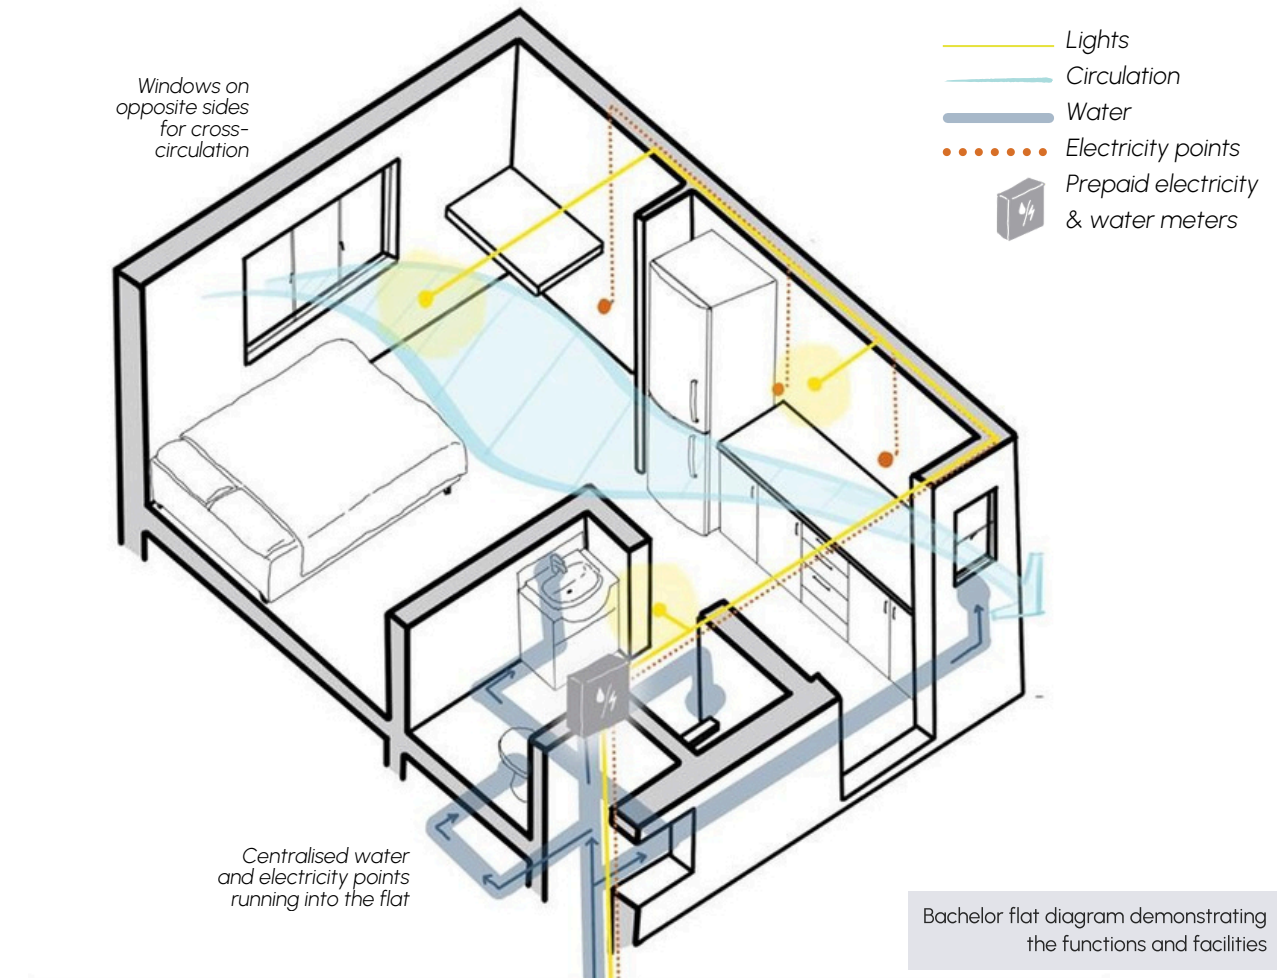 Windows on
opposite sides
for cross-
circulation
Lights
Circulation
Water
Electricity points
Prepaid electricity
& water meters
Centralised water
and electricity points
running into the flat
Bachelor flat diagram demonstrating
the functions and facilities